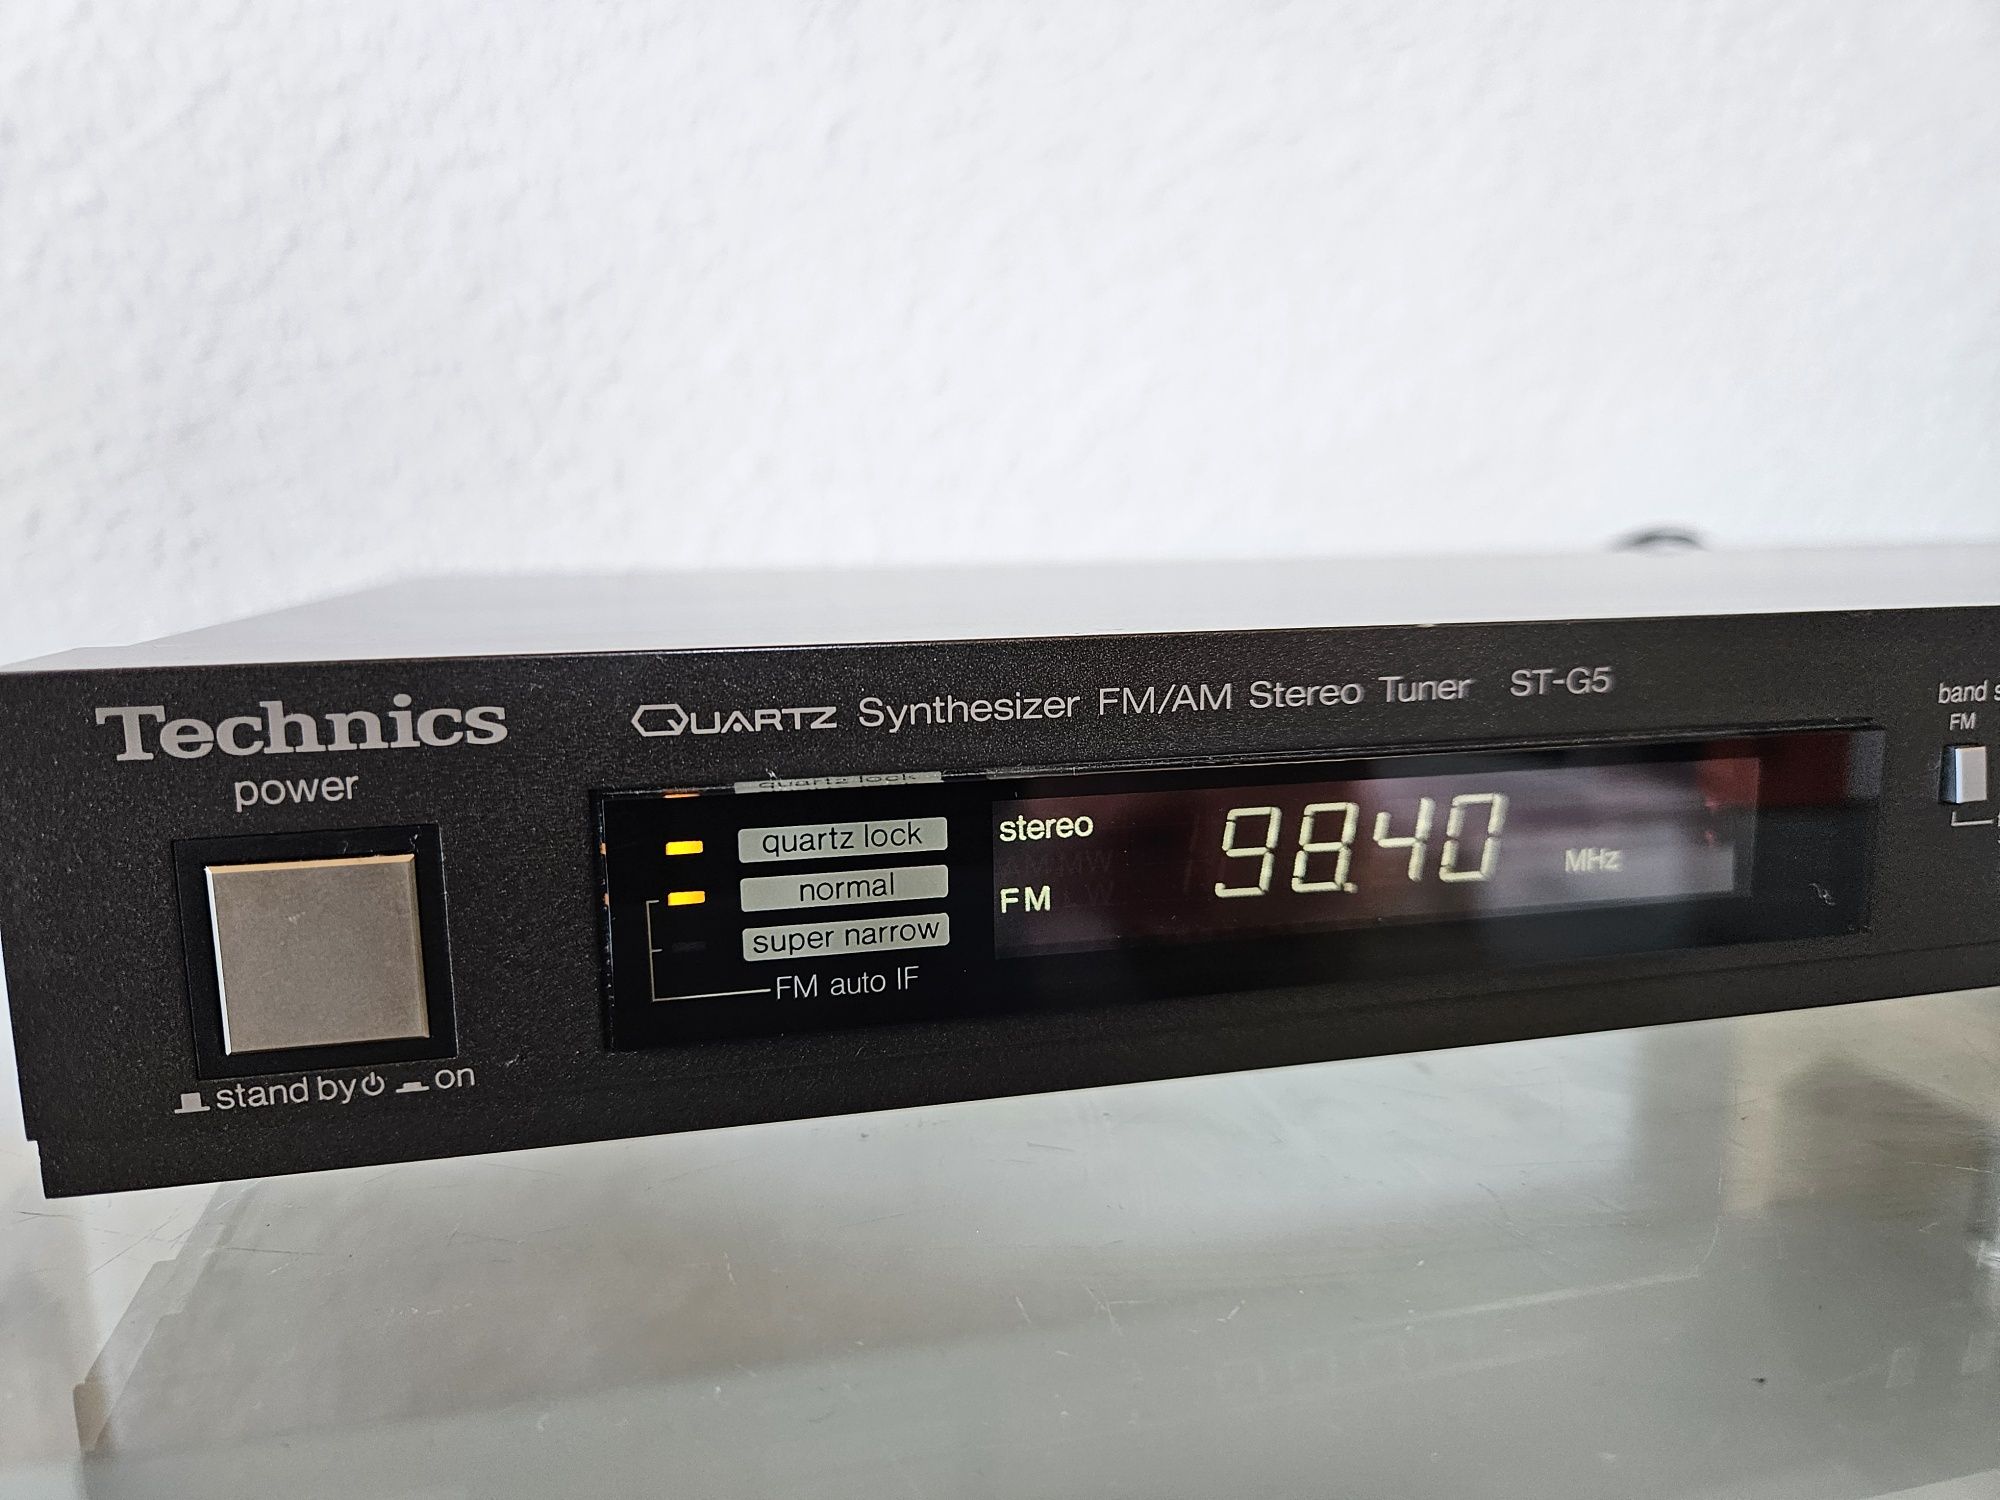 Technics
power
stand by on
QUARTZ Synthesizer FM/AM Stereo Tuner ST-G5
quartz lock
normal
super narrow
FM auto IF
stereo
FM
98.40 MHz
band
FM